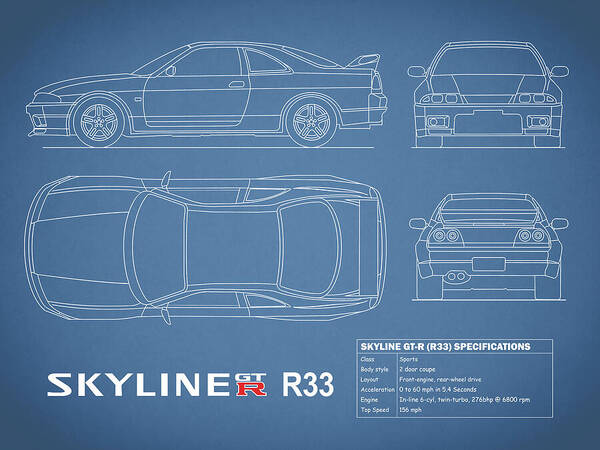 SKYLINE GT-R (R33) SPECIFICATIONS
Class Sports
Body style 2 door coupe
Layout Front-engine, rear-wheel drive
Acceleration 0 to 60 mph in 5.4 Seconds
Engine In-line 6-cyl, twin-turbo, 276bhp @ 6800 rpm
Top Speed 156 mph
SKYLINE GT R R33